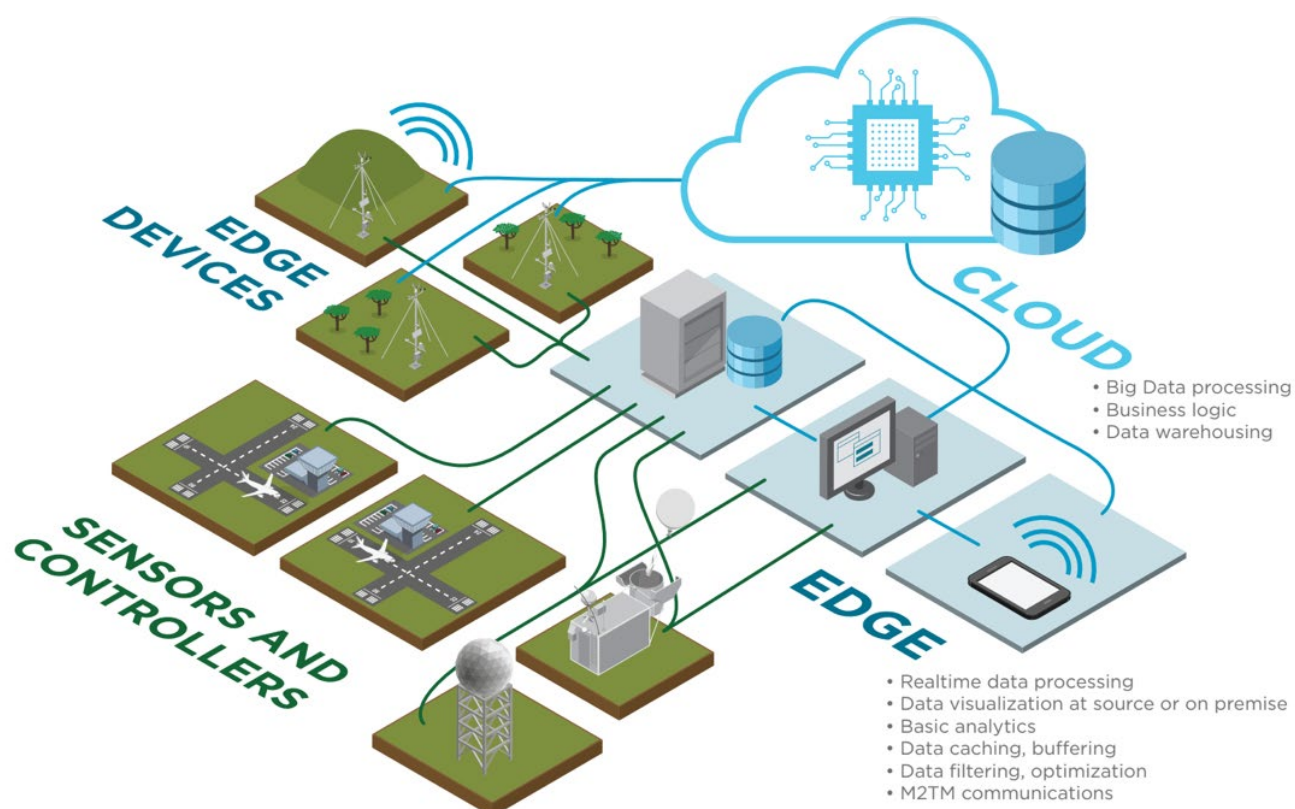 EDGE
DEVICES
CLOUD
• Big Data processing
• Business logic
• Data warehousing
SENSORS AND
CONTROLLERS
EDGE
• Realtime data processing
• Data visualization at source or on premise
• Basic analytics
• Data caching, buffering
• Data filtering, optimization
• M2TM communications